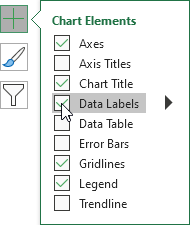 Chart Elements
Axes
Axis Titles
Chart Title
Data Labels
Data Table
Error Bars
Gridlines
Legend
Trendline